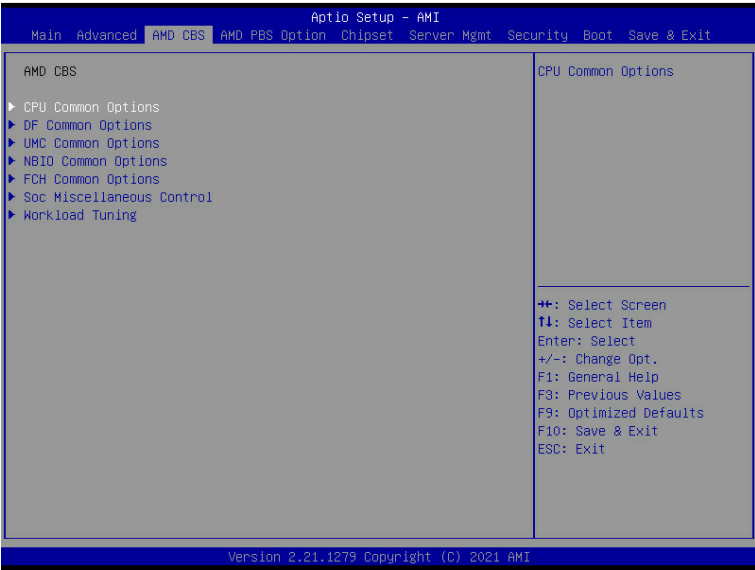 Aptio Setup – AMI
Main Advanced AMD CBS AMD PBS Option Chipset Server Mgmt Security Boot Save & Exit
AMD CBS
CPU Common Options
DF Common Options
UMC Common Options
NBIO Common Options
FCH Common Options
Soc Miscellaneous Control
Workload Tuning
CPU Common Options
→←: Select Screen
↑↓: Select Item
Enter: Select
+/-: Change Opt.
F1: General Help
F3: Previous Values
F9: Optimized Defaults
F10: Save & Exit
ESC: Exit
Version 2.21.1279 Copyright (C) 2021 AMI